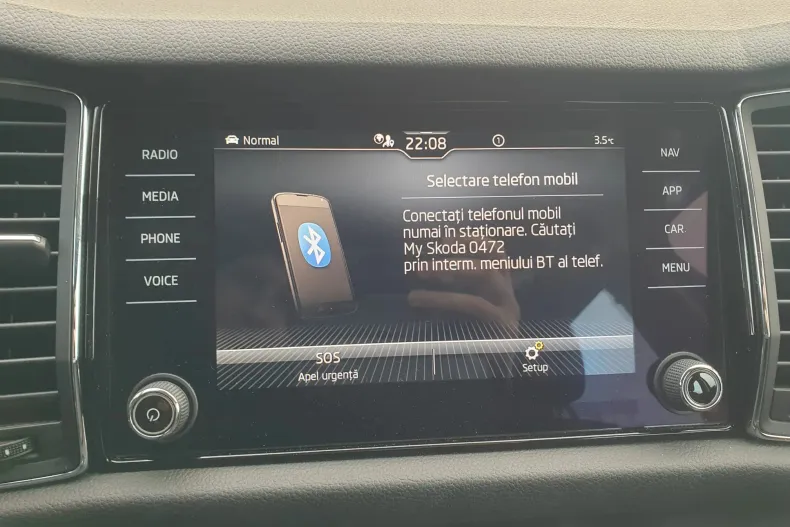 RADIO
MEDIA
PHONE
VOICE
Normal
22:08
1
3.5°C
Selectare telefon mobil
Conectați telefonul mobil
numai în staționare. Căutați
My Skoda 0472
prin interm. meniului BT al telef.
SOS
Apel urgență
Setup
NAV
APP
CAR
MENU